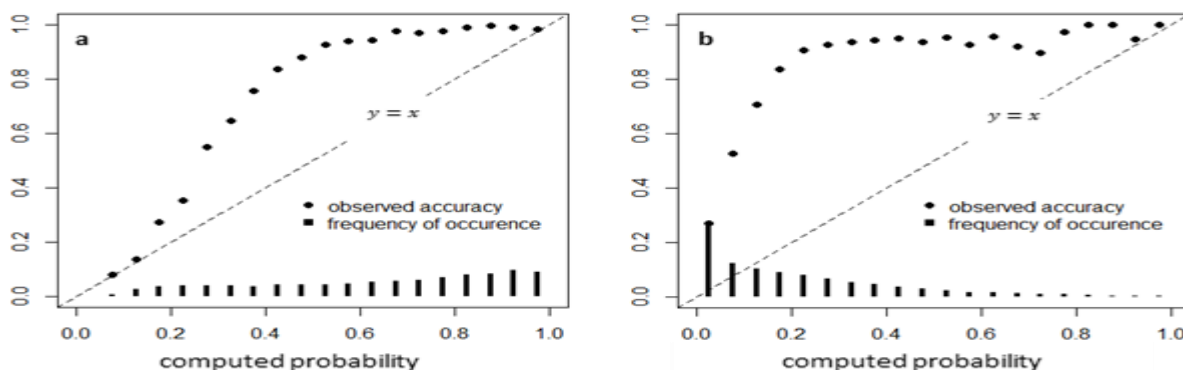 a
1.0
0.8
0.6
0.4
0.2
0.0
y = x
observed accuracy
frequency of occurence
0.0 0.2 0.4 0.6 0.8 1.0
computed probability
b
1.0
0.8
0.6
0.4
0.2
0.0
y = x
observed accuracy
frequency of occurence
0.0 0.2 0.4 0.6 0.8 1.0
computed probability